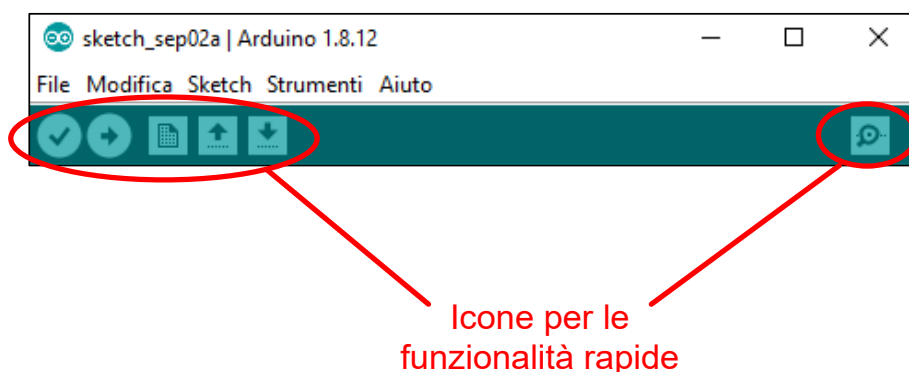 sketch_sep02a | Arduino 1.8.12
File Modifica Sketch Strumenti Aiuto
Icone per le
funzionalità rapide